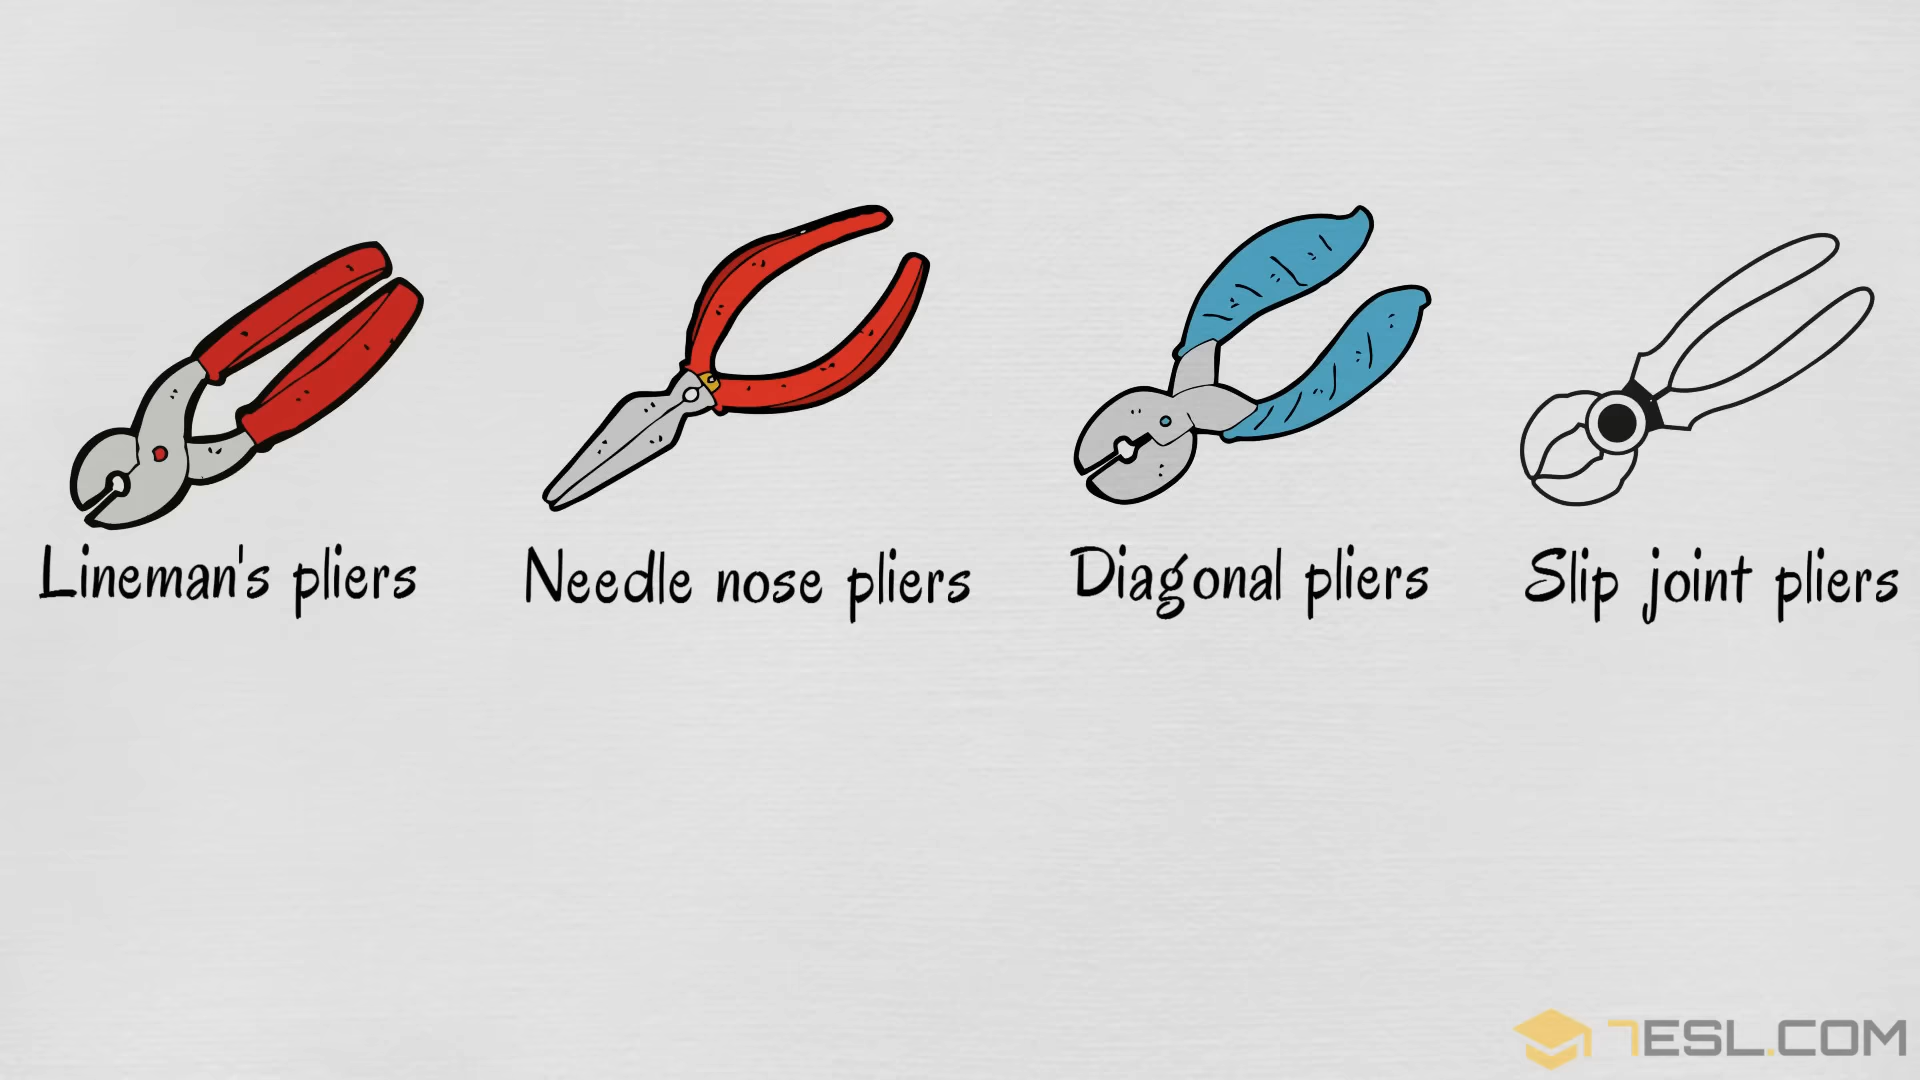 Lineman's pliers
Needle nose pliers
Diagonal pliers
Slip joint pliers
7ESL.COM